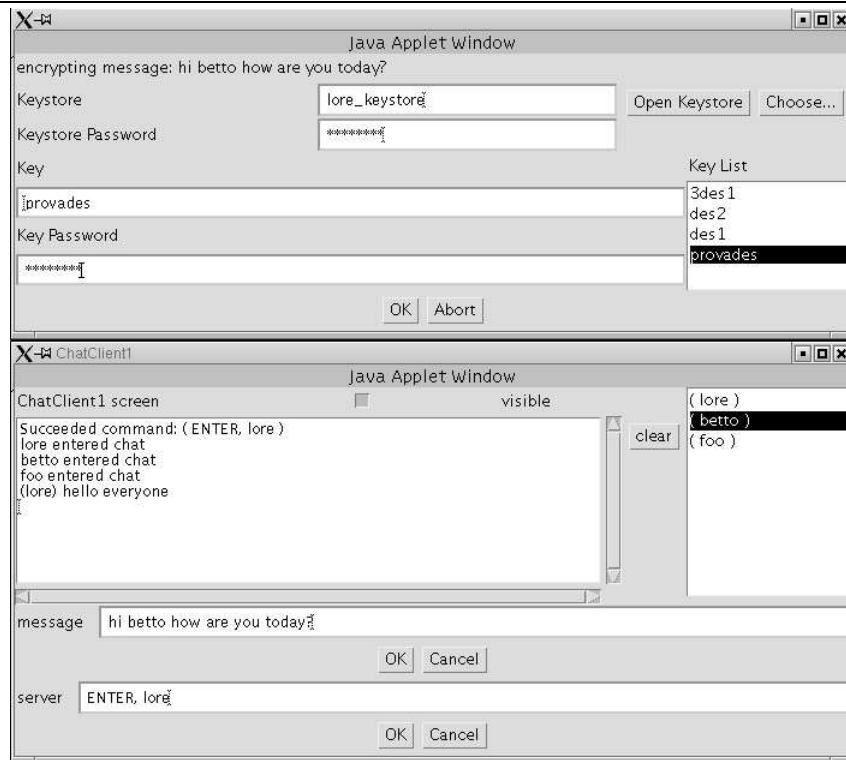 Java Applet Window
encrypting message: hi betto how are you today?
Keystore
lore_keystore
Open Keystore
Choose...
Keystore Password
********
Key
Key List
provades
3des1
des2
des1
provades
Key Password
********
OK
Abort
ChatClient1
Java Applet Window
ChatClient1 screen
visible
Succeeded command: ( ENTER, lore )
lore entered chat
betto entered chat
foo entered chat
(lore) hello everyone
clear
( lore )
( betto )
( foo )
message
hi betto how are you today?
OK
Cancel
server
ENTER, lore
OK
Cancel